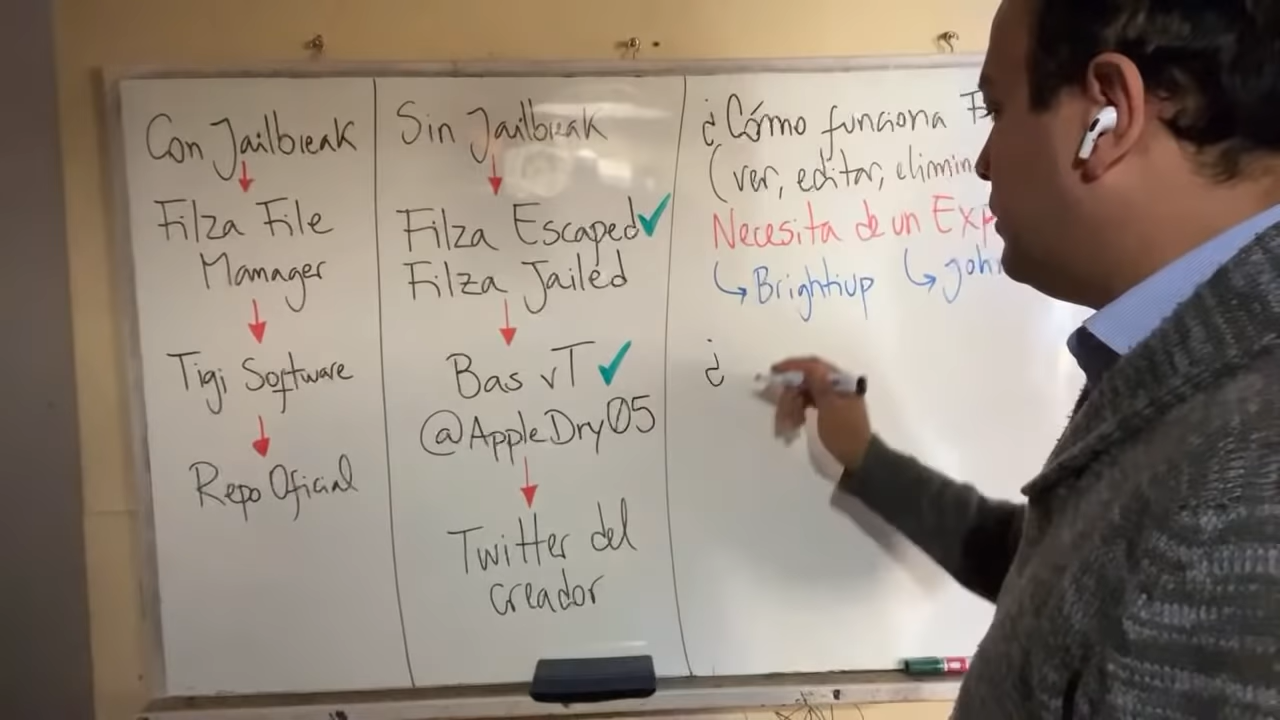 Con Jailbreak
Filza File
Manager
Tigi Software
Repo Oficial
Sin Jailbreak
Filza Escaped
Filza Jailed
Bas vT
@AppleDry05
Twitter del
creador
¿Cómo funciona
(ver, editar,
Necesita de un
Brightiup
¿